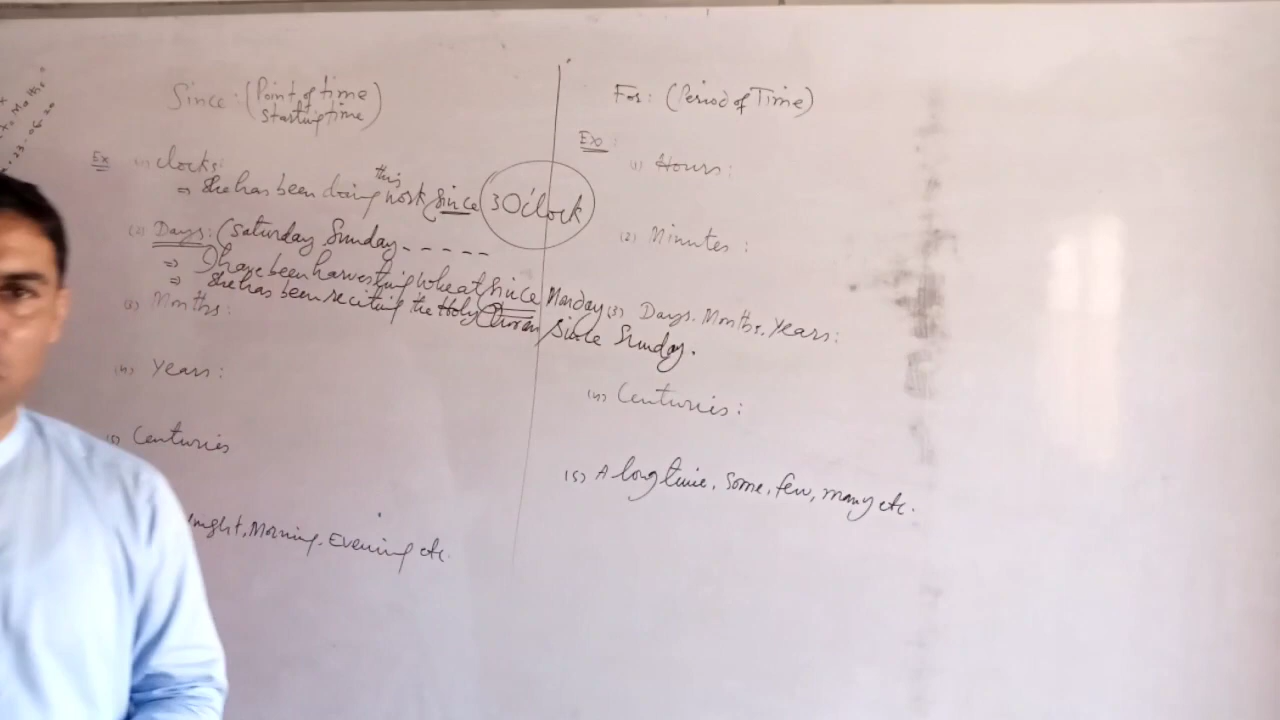 Since: (Point of time
Starting time)
Ex (1) Clocks:
this
⇒ She has been doing work since 3 O'clock
(2) Days: (Saturday, Sunday - - - - -
⇒ I have been harvesting wheat since Monday
⇒ She has been reciting the Holy Quran since Sunday.
(3) Months:
(4) Years:
(5) Centuries
night, Morning, Evening etc.
For: (Period of Time)
Exo:
(1) Hours:
(2) Minutes:
(3) Days, Months, Years:
(4) Centuries:
(5) A long time, Some, few, many etc.